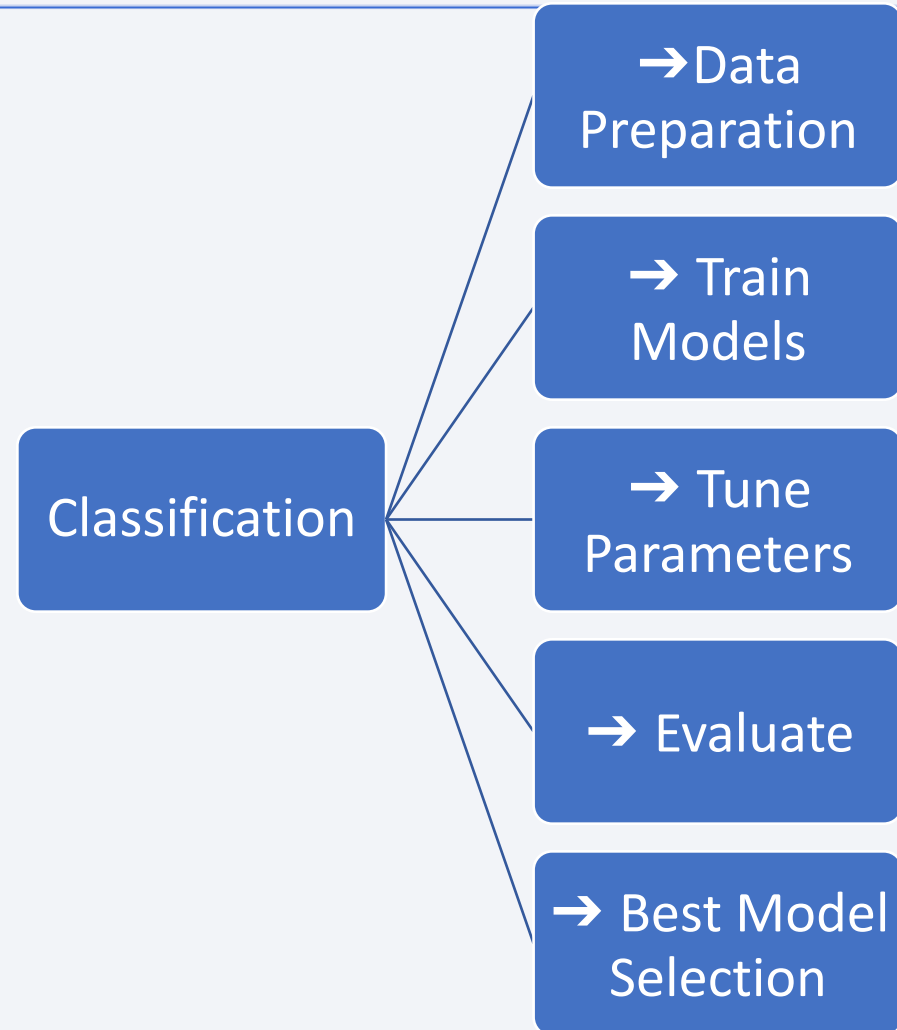 Classification
➔Data
Preparation
➔ Train
Models
➔ Tune
Parameters
➔ Evaluate
➔ Best Model
Selection